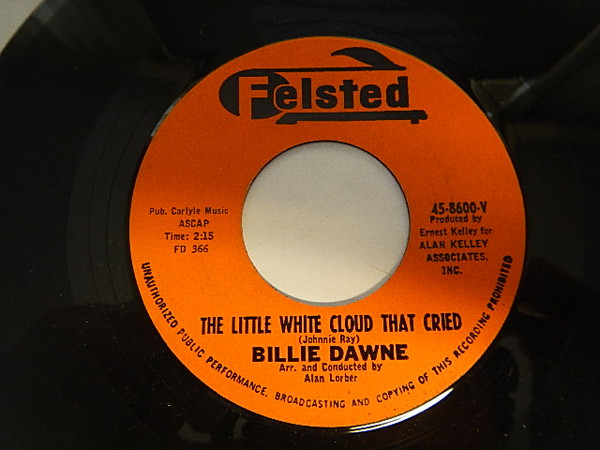 Felsted
Pub. Carlyle Music
ASCAP
Time: 2:15
FD 366
45-8600-V
Produced by
Ernest Kelley for
ALAN KELLEY
ASSOCIATES,
INC.
THE LITTLE WHITE CLOUD THAT CRIED
(Johnnie Ray)
BILLIE DAWNE
Arr. and Conducted by
Alan Lorber
UNAUTHORIZED PUBLIC PERFORMANCE, BROADCASTING AND COPYING OF THIS RECORDING PROHIBITED